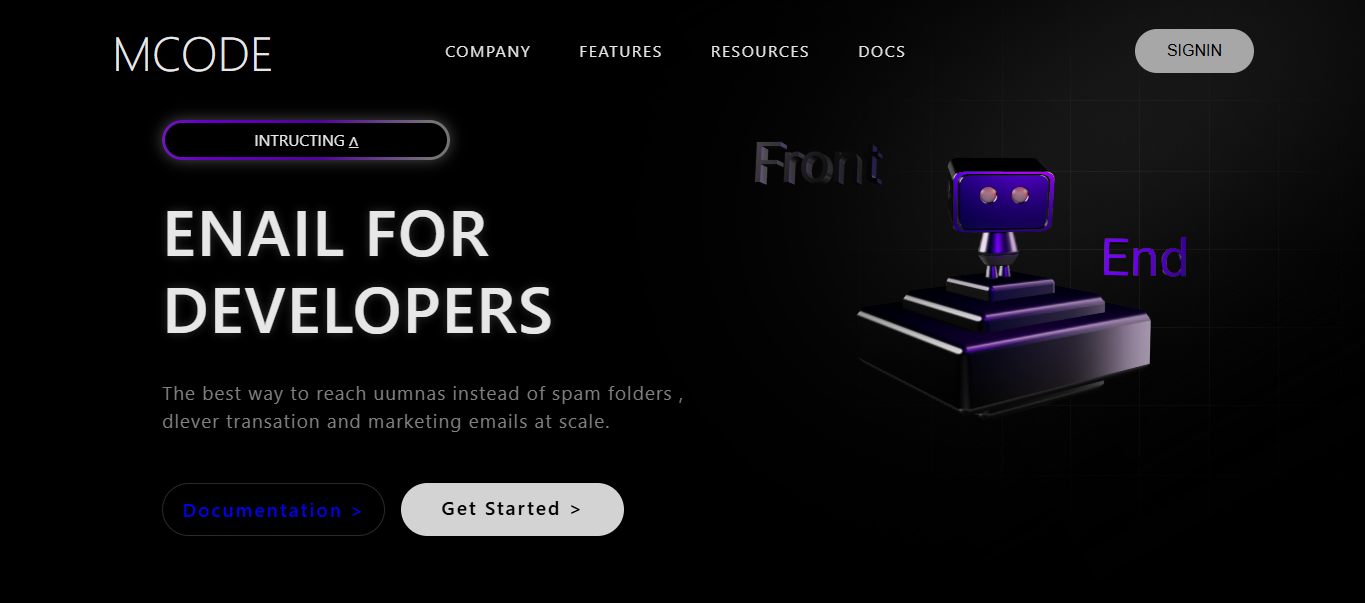 MCODE
COMPANY FEATURES RESOURCES DOCS
SIGNIN
INTRUCTING Λ
ENAIL FOR
DEVELOPERS
The best way to reach uumnas instead of spam folders ,
dlever transation and marketing emails at scale.
Documentation >
Get Started >
Front
End